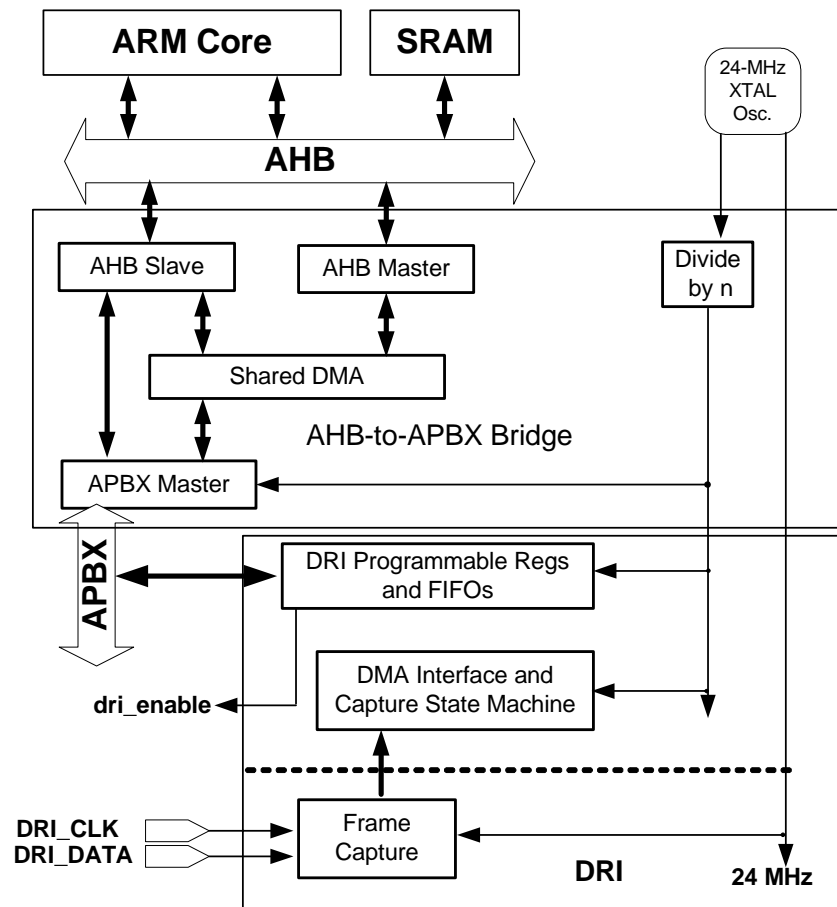 ARM Core
SRAM
24-MHz
XTAL
Osc.
AHB
AHB Slave
AHB Master
Divide
by n
Shared DMA
AHB-to-APBX Bridge
APBX Master
APBX
DRI Programmable Regs
and FIFOs
DMA Interface and
Capture State Machine
dri_enable
DRI_CLK
DRI_DATA
Frame
Capture
DRI
24 MHz